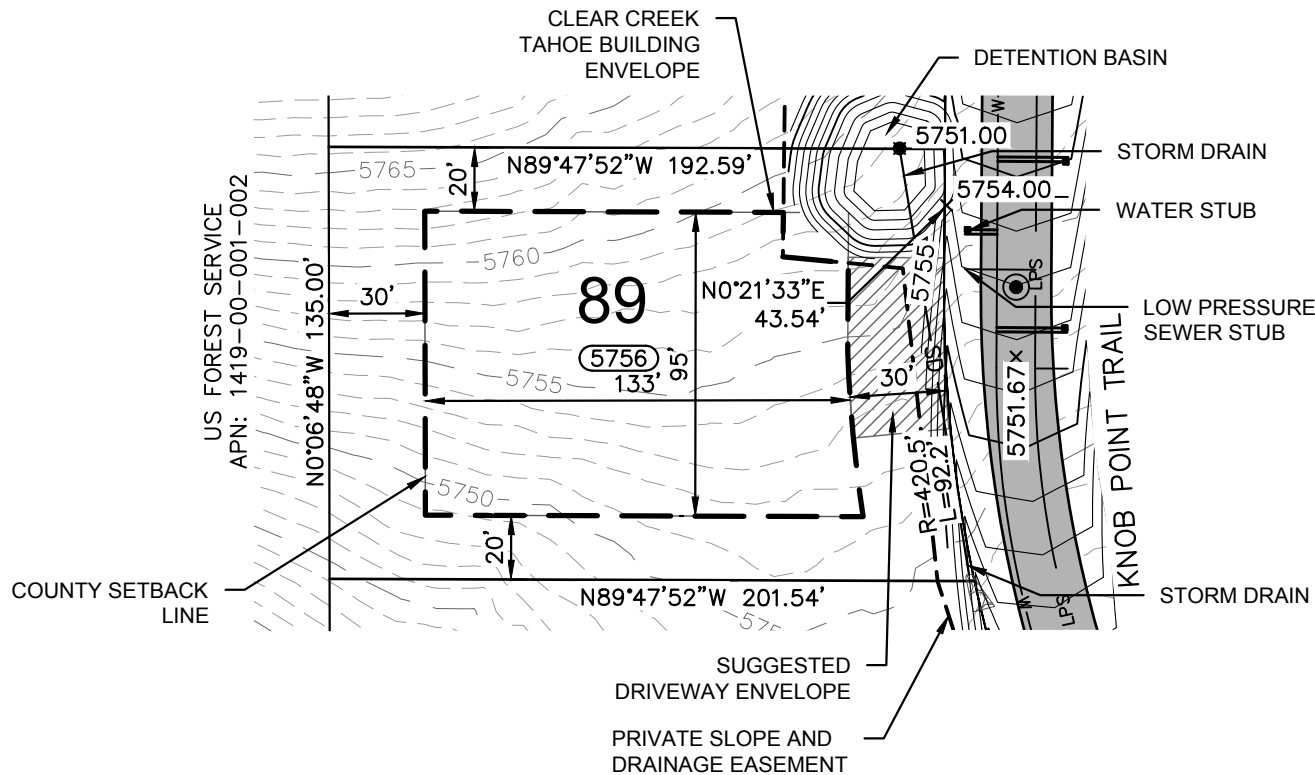 CLEAR CREEK
TAHOE BUILDING
ENVELOPE
DETENTION BASIN
5751.00
STORM DRAIN
5754.00
WATER STUB
LOW PRESSURE
SEWER STUB
N89°47'52"W 192.59'
5765
20'
US FOREST SERVICE
APN: 1419-00-001-002
N0°06'48"W 135.00'
30'
5760
89
5756
133'
95'
N0°21'33"E
43.54'
5755
5755
30'
SD
W
LPS
5751.67×
KNOB POINT TRAIL
R=420.5'
L=92.2'
5750
20'
COUNTY SETBACK
LINE
N89°47'52"W 201.54'
STORM DRAIN
W
LPS
SUGGESTED
DRIVEWAY ENVELOPE
PRIVATE SLOPE AND
DRAINAGE EASEMENT